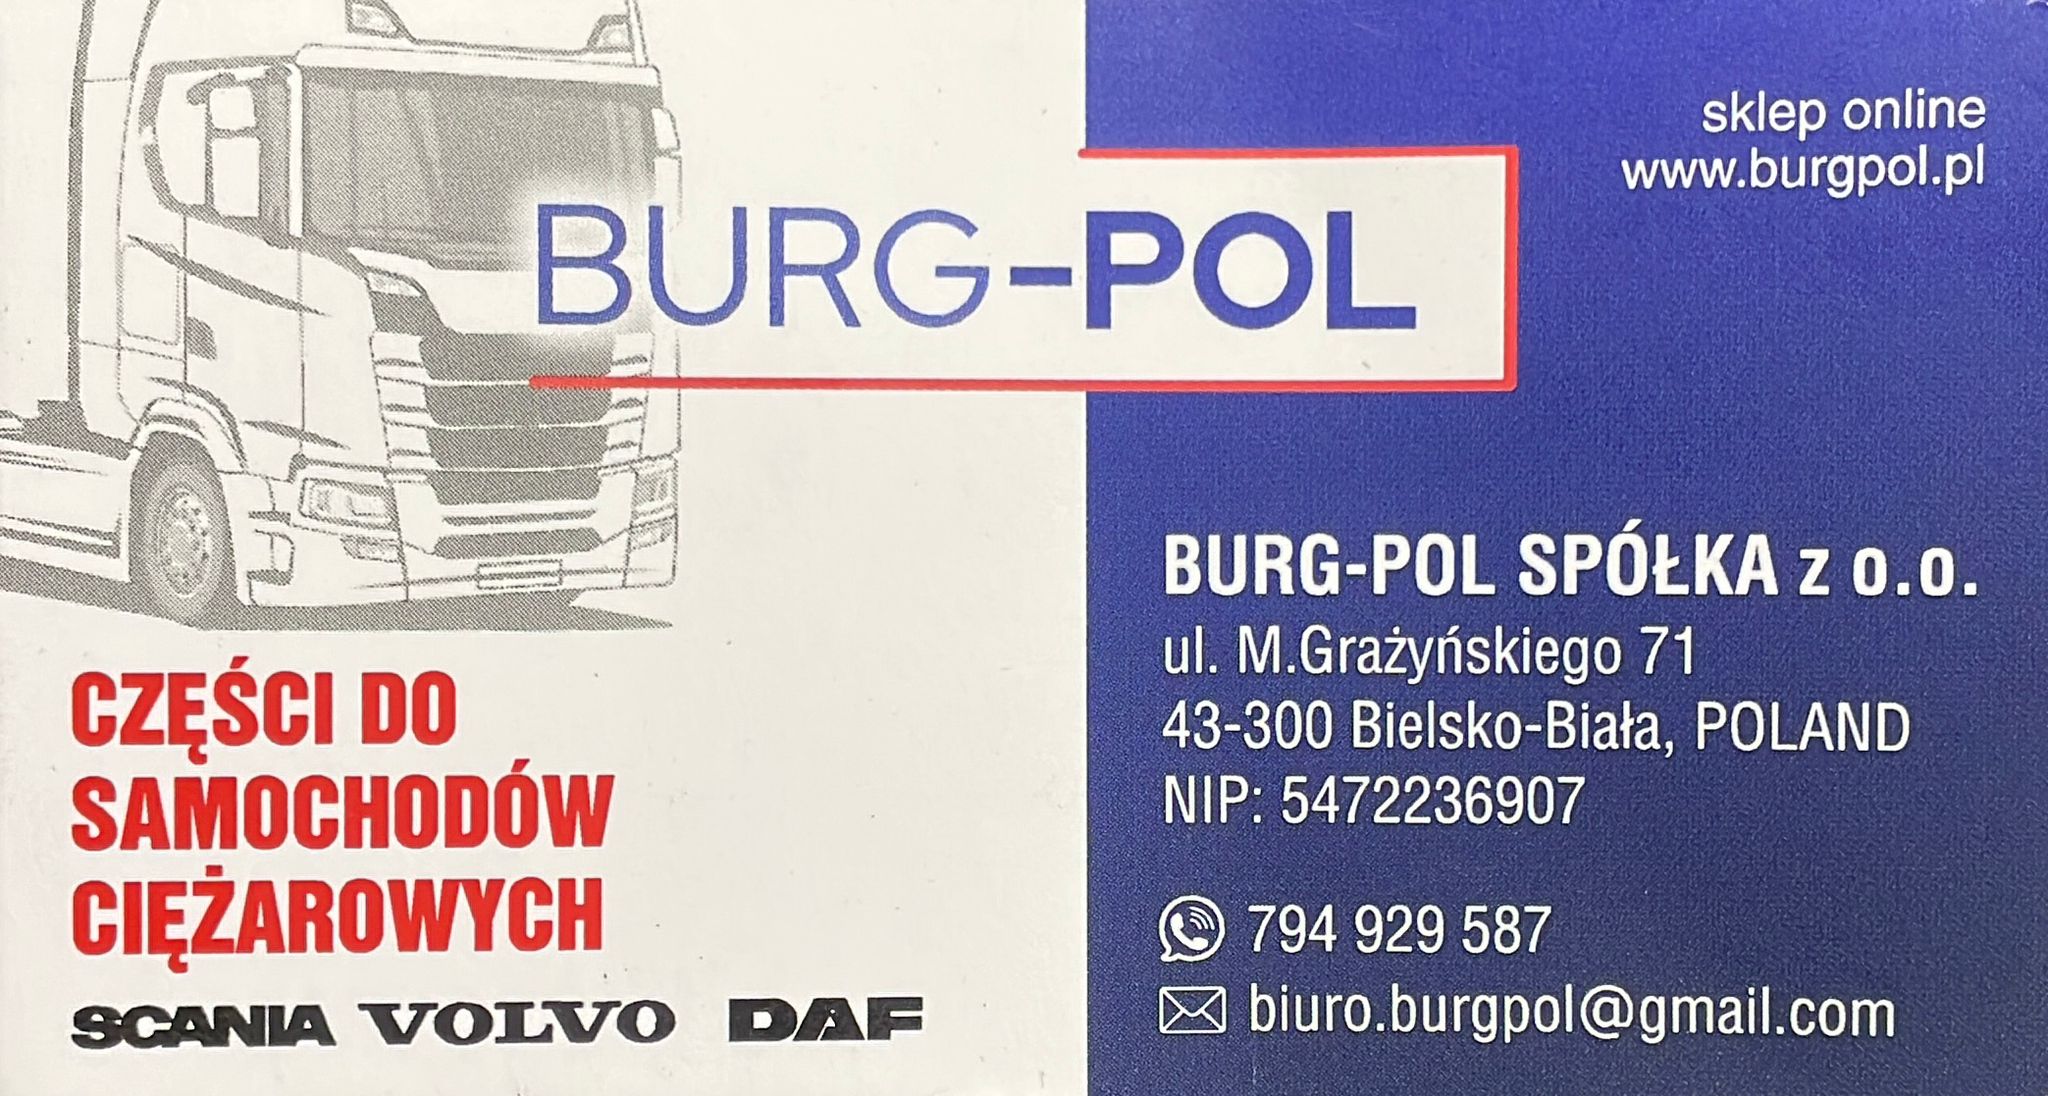 BURG-POL
sklep online
www.burgpol.pl
CZĘŚCI DO
SAMOCHODÓW
CIĘŻAROWYCH
SCANIA VOLVO DAF
BURG-POL SPÓŁKA z o.o.
ul. M.Grażyńskiego 71
43-300 Bielsko-Biała, POLAND
NIP: 5472236907
794 929 587
biuro.burgpol@gmail.com